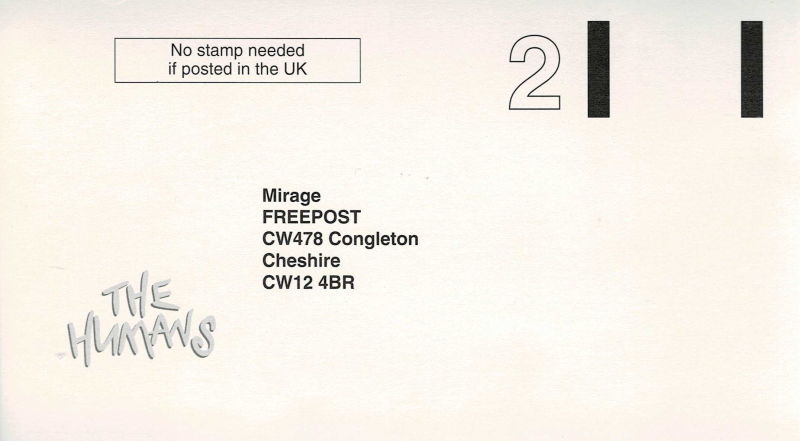 No stamp needed
if posted in the UK
2
Mirage
FREEPOST
CW478 Congleton
Cheshire
CW12 4BR
THE
HUMANS